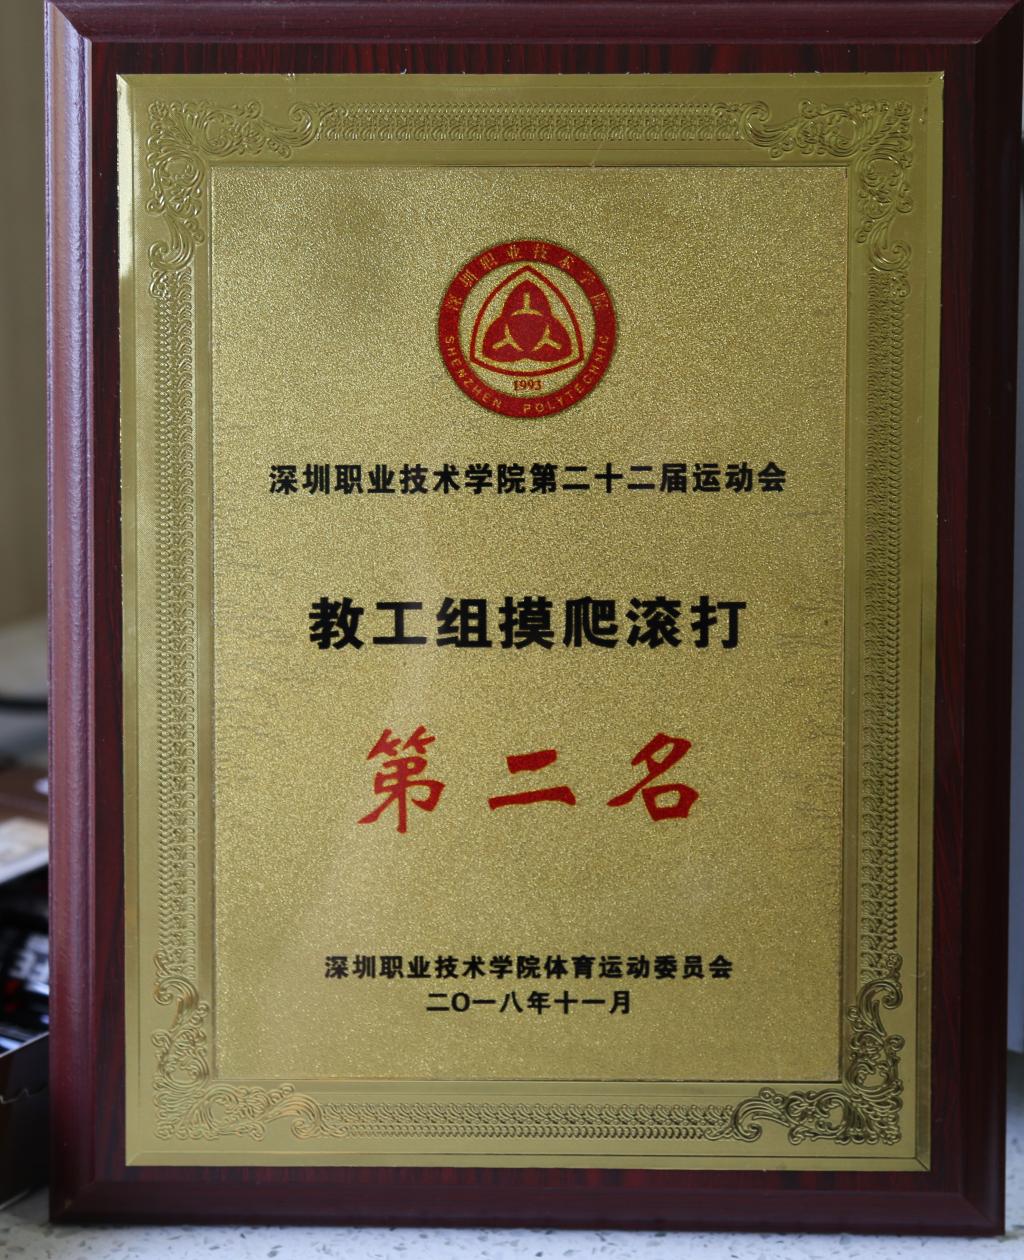 深圳职业技术学院
1993
SHENZHEN POLYTECHNIC
深圳职业技术学院第二十二届运动会
教工组摸爬滚打
第二名
深圳职业技术学院体育运动委员会
二〇一八年十一月